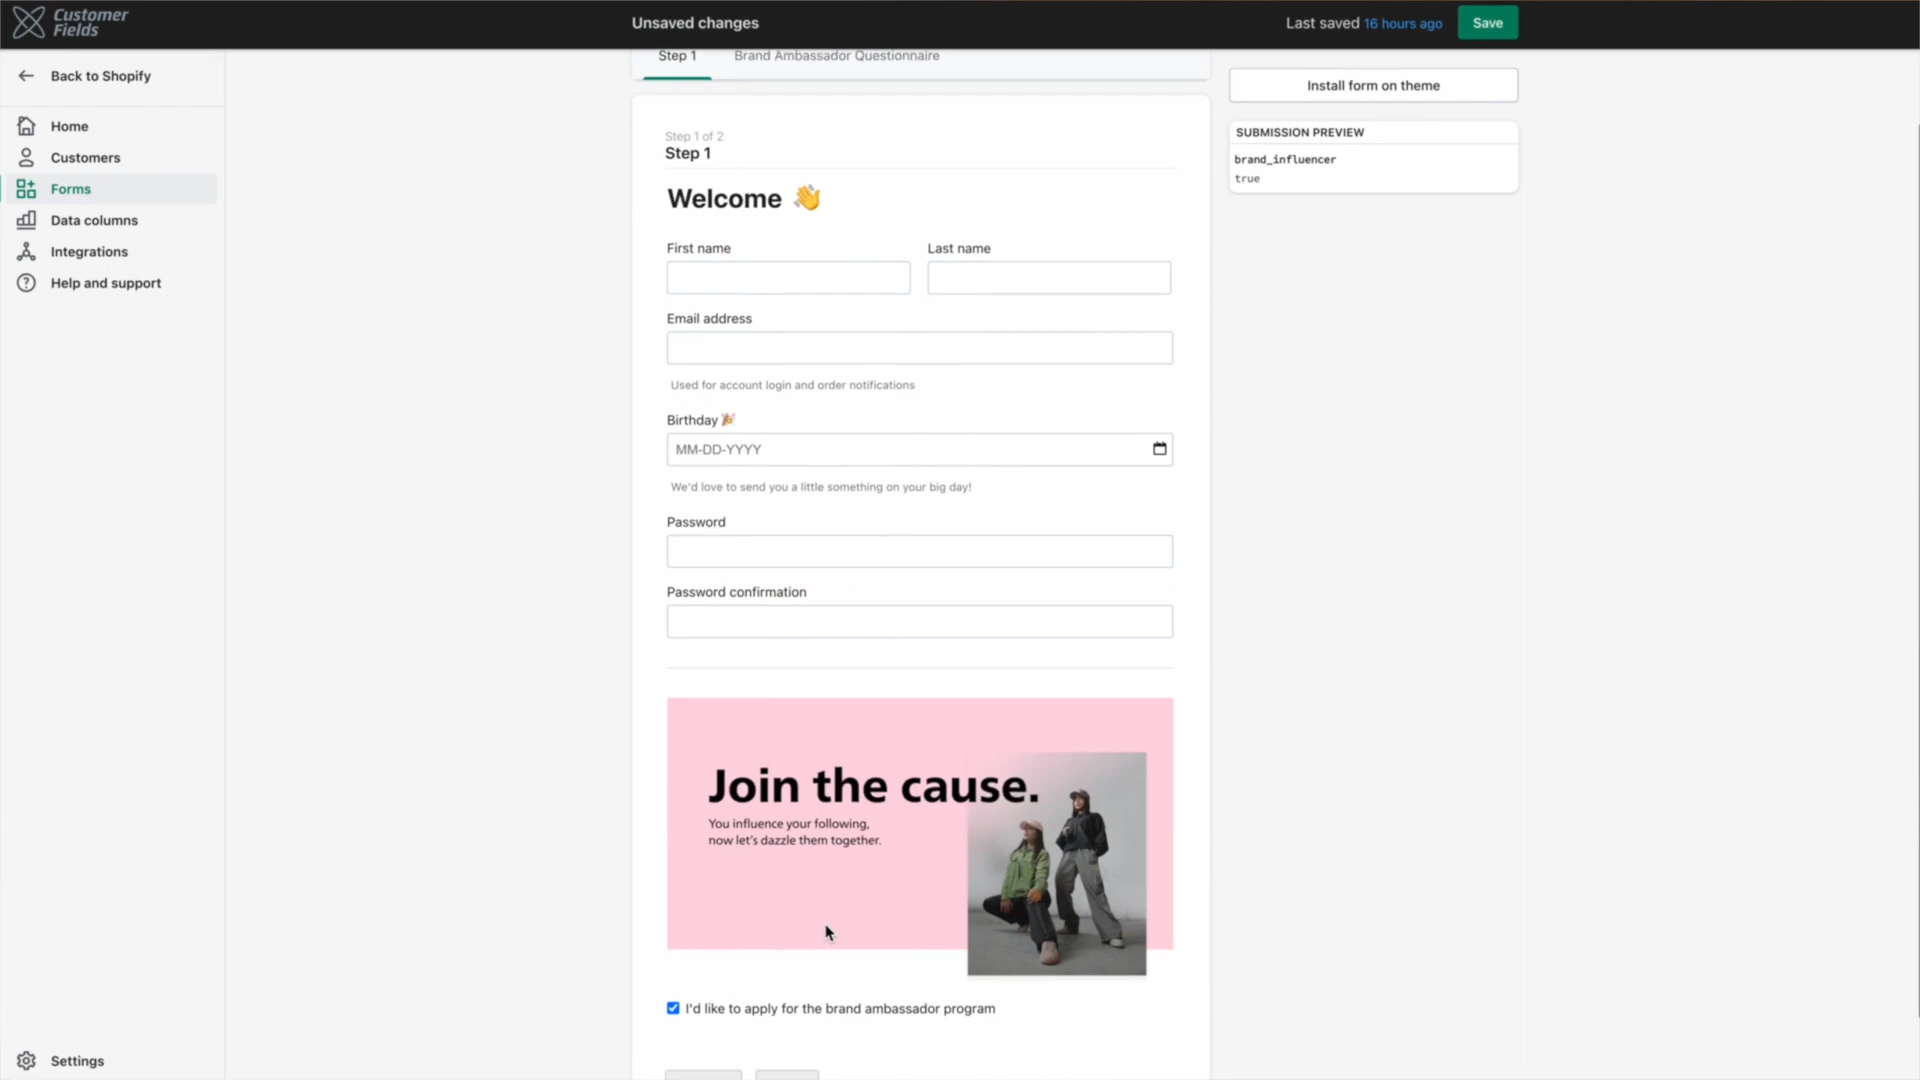 Customer
Fields
Unsaved changes
Last saved 16 hours ago
Save
Back to Shopify
Home
Customers
Forms
Data columns
Integrations
Help and support
Settings
Step 1
Brand Ambassador Questionnaire
Step 1 of 2
Step 1
Welcome 👋
First name
Last name
Email address
Used for account login and order notifications
Birthday 🎉
MM-DD-YYYY
We'd love to send you a little something on your big day!
Password
Password confirmation
Join the cause.
You influence your following,
now let's dazzle them together.
I'd like to apply for the brand ambassador program
Install form on theme
SUBMISSION PREVIEW
brand_influencer
true